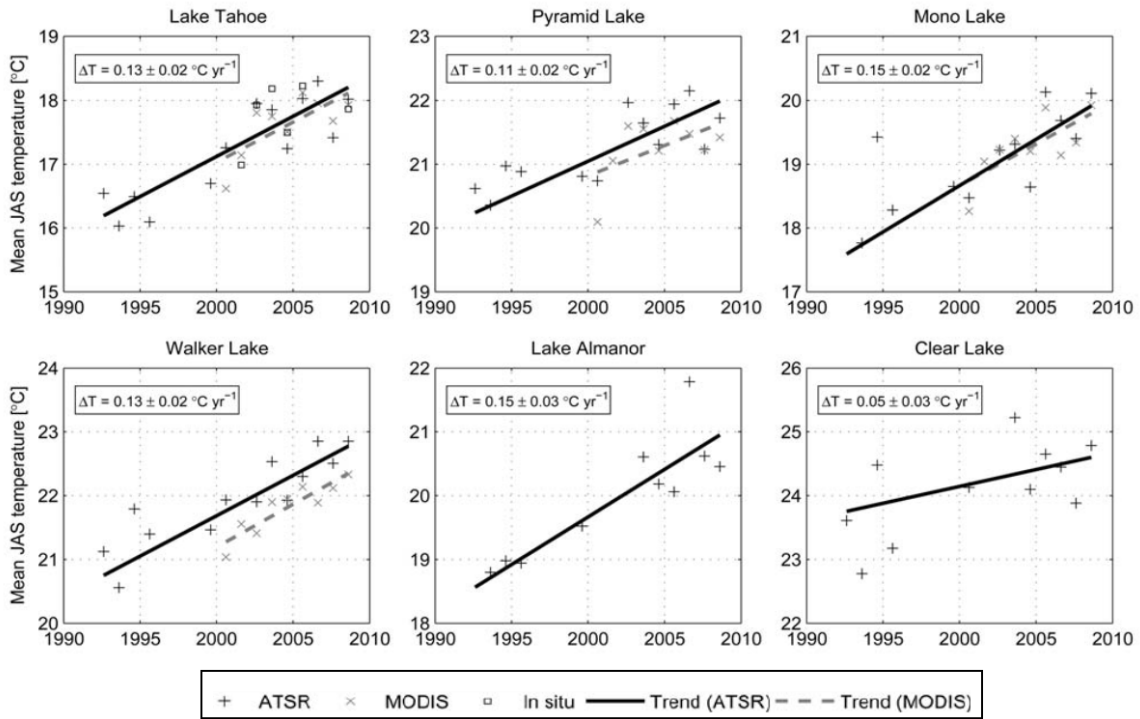 Lake Tahoe
Pyramid Lake
Mono Lake
Mean JAS temperature [°C]
19
18
17
16
15
ΔT = 0.13 ± 0.02 °C yr⁻¹
1990 1995 2000 2005 2010
23
22
21
20
19
ΔT = 0.11 ± 0.02 °C yr⁻¹
1990 1995 2000 2005 2010
21
20
19
18
17
ΔT = 0.15 ± 0.02 °C yr⁻¹
1990 1995 2000 2005 2010
Walker Lake
Lake Almanor
Clear Lake
Mean JAS temperature [°C]
24
23
22
21
20
ΔT = 0.13 ± 0.02 °C yr⁻¹
1990 1995 2000 2005 2010
22
21
20
19
18
ΔT = 0.15 ± 0.03 °C yr⁻¹
1990 1995 2000 2005 2010
26
25
24
23
22
ΔT = 0.05 ± 0.03 °C yr⁻¹
1990 1995 2000 2005 2010
ATSR MODIS In situ Trend (ATSR) Trend (MODIS)